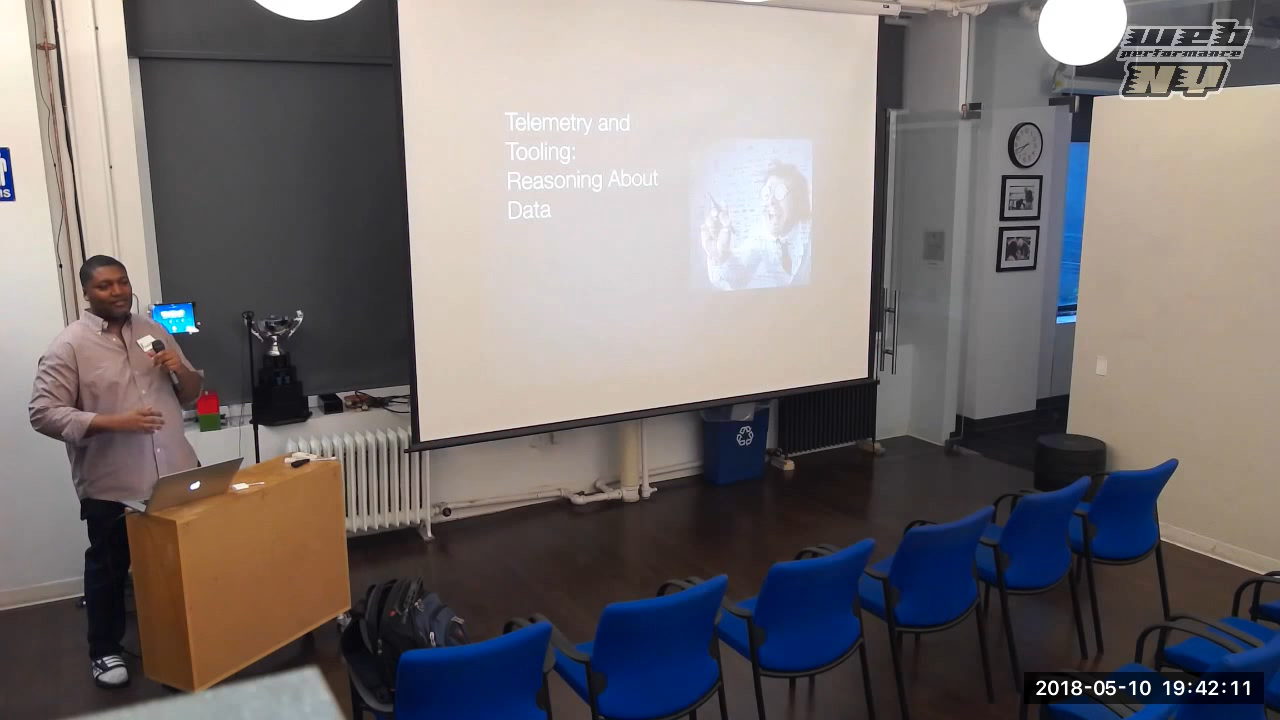 web
performance
NY
Telemetry and
Tooling:
Reasoning About
Data
2018-05-10 19:42:11